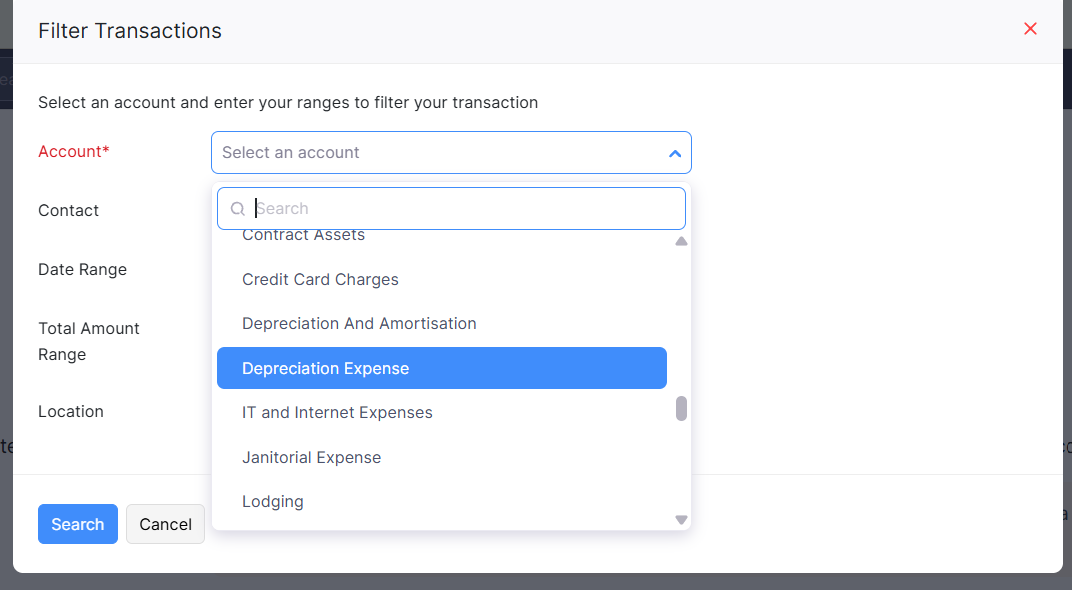 Filter Transactions
Select an account and enter your ranges to filter your transaction
Account*
Select an account
Search
Contact
Contract Assets
Date Range
Credit Card Charges
Total Amount
Range
Depreciation And Amortisation
Depreciation Expense
Location
IT and Internet Expenses
Janitorial Expense
Lodging
Search
Cancel